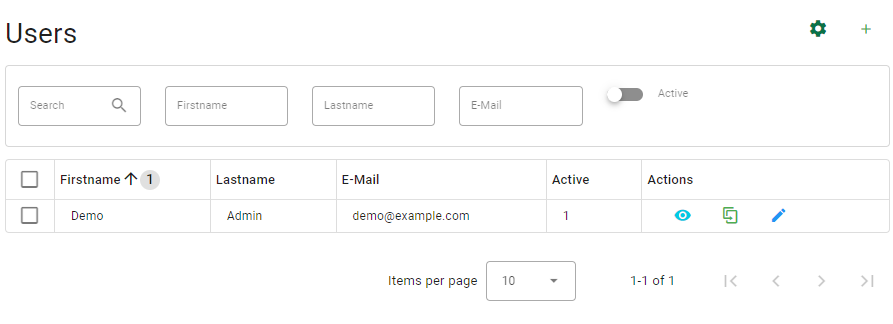 Users
Search Firstname Lastname E-Mail Active
Firstname 1 Lastname E-Mail Active Actions
Demo Admin demo@example.com 1
Items per page 10 1-1 of 1